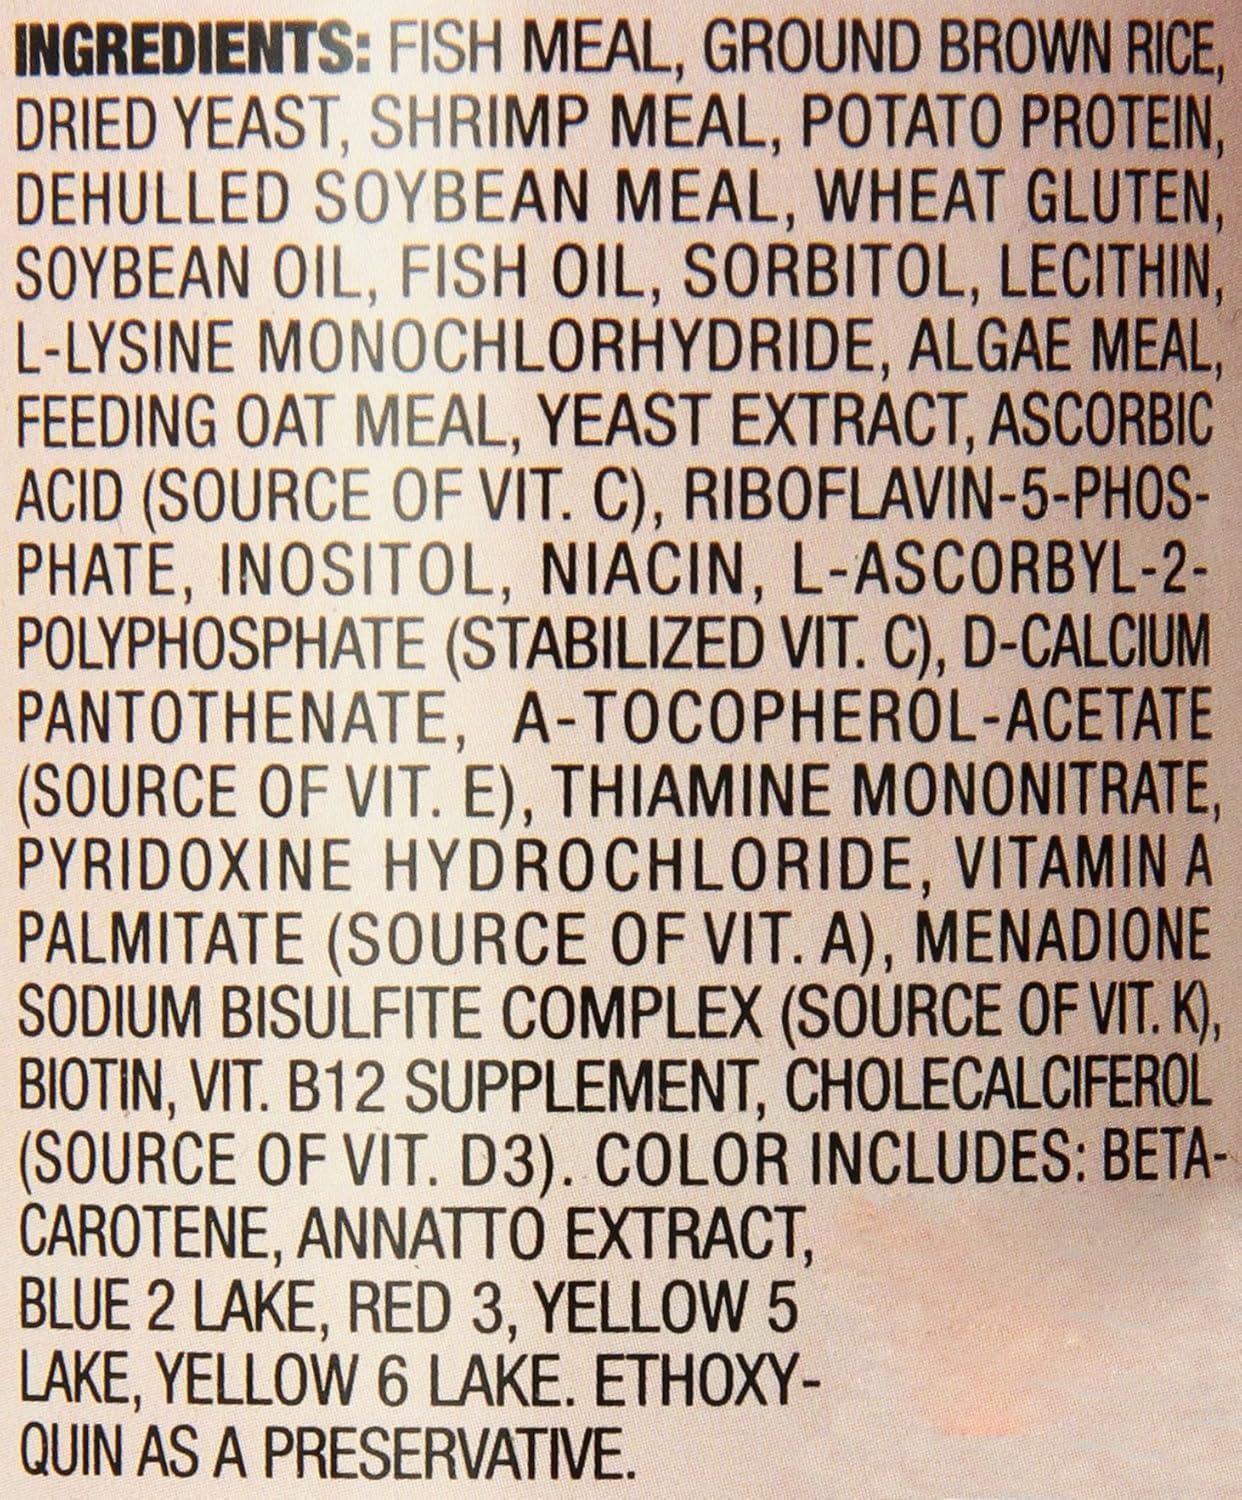 INGREDIENTS: FISH MEAL, GROUND BROWN RICE,
DRIED YEAST, SHRIMP MEAL, POTATO PROTEIN,
DEHULLED SOYBEAN MEAL, WHEAT GLUTEN,
SOYBEAN OIL, FISH OIL, SORBITOL, LECITHIN,
L-LYSINE MONOCHLORHYDRIDE, ALGAE MEAL,
FEEDING OAT MEAL, YEAST EXTRACT, ASCORBIC
ACID (SOURCE OF VIT. C), RIBOFLAVIN-5-PHOS-
PHATE, INOSITOL, NIACIN, L-ASCORBYL-2-
POLYPHOSPHATE (STABILIZED VIT. C), D-CALCIUM
PANTOTHENATE, A-TOCOPHEROL-ACETATE
(SOURCE OF VIT. E), THIAMINE MONONITRATE,
PYRIDOXINE HYDROCHLORIDE, VITAMIN A
PALMITATE (SOURCE OF VIT. A), MENADIONE
SODIUM BISULFITE COMPLEX (SOURCE OF VIT. K),
BIOTIN, VIT. B12 SUPPLEMENT, CHOLECALCIFEROL
(SOURCE OF VIT. D3). COLOR INCLUDES: BETA-
CAROTENE, ANNATTO EXTRACT,
BLUE 2 LAKE, RED 3, YELLOW 5
LAKE, YELLOW 6 LAKE. ETHOXY-
QUIN AS A PRESERVATIVE.